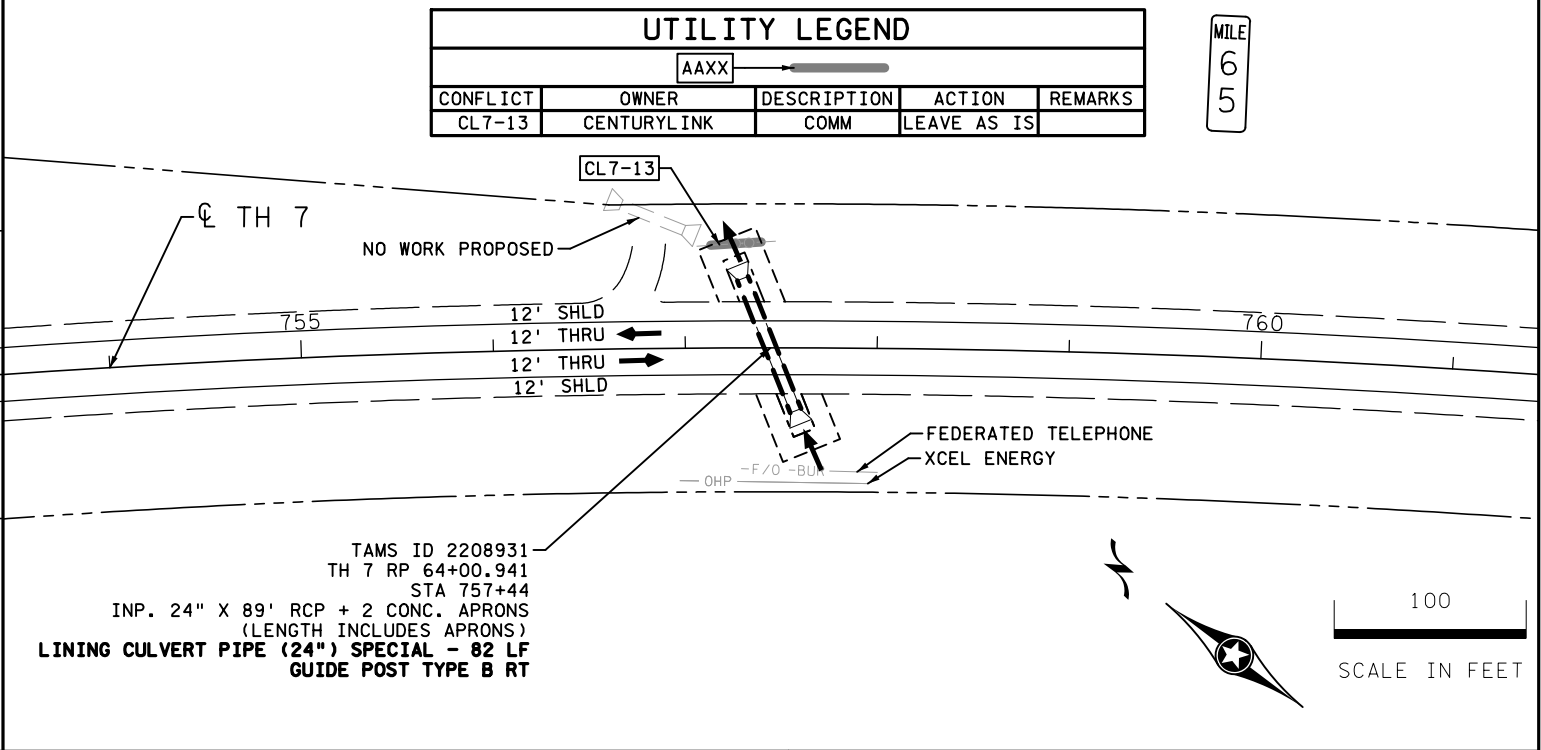 UTILITY LEGEND
AAXX
CONFLICT OWNER DESCRIPTION ACTION REMARKS
CL7-13 CENTURYLINK COMM LEAVE AS IS
MILE
6
5
CL7-13
℄ TH 7
NO WORK PROPOSED
12' SHLD
755
760
12' THRU
12' THRU
12' SHLD
FEDERATED TELEPHONE
XCEL ENERGY
-F/O -BUR
OHP
TAMS ID 2208931
TH 7 RP 64+00.941
STA 757+44
INP. 24" X 89' RCP + 2 CONC. APRONS
(LENGTH INCLUDES APRONS)
LINING CULVERT PIPE (24") SPECIAL - 82 LF
GUIDE POST TYPE B RT
100
SCALE IN FEET